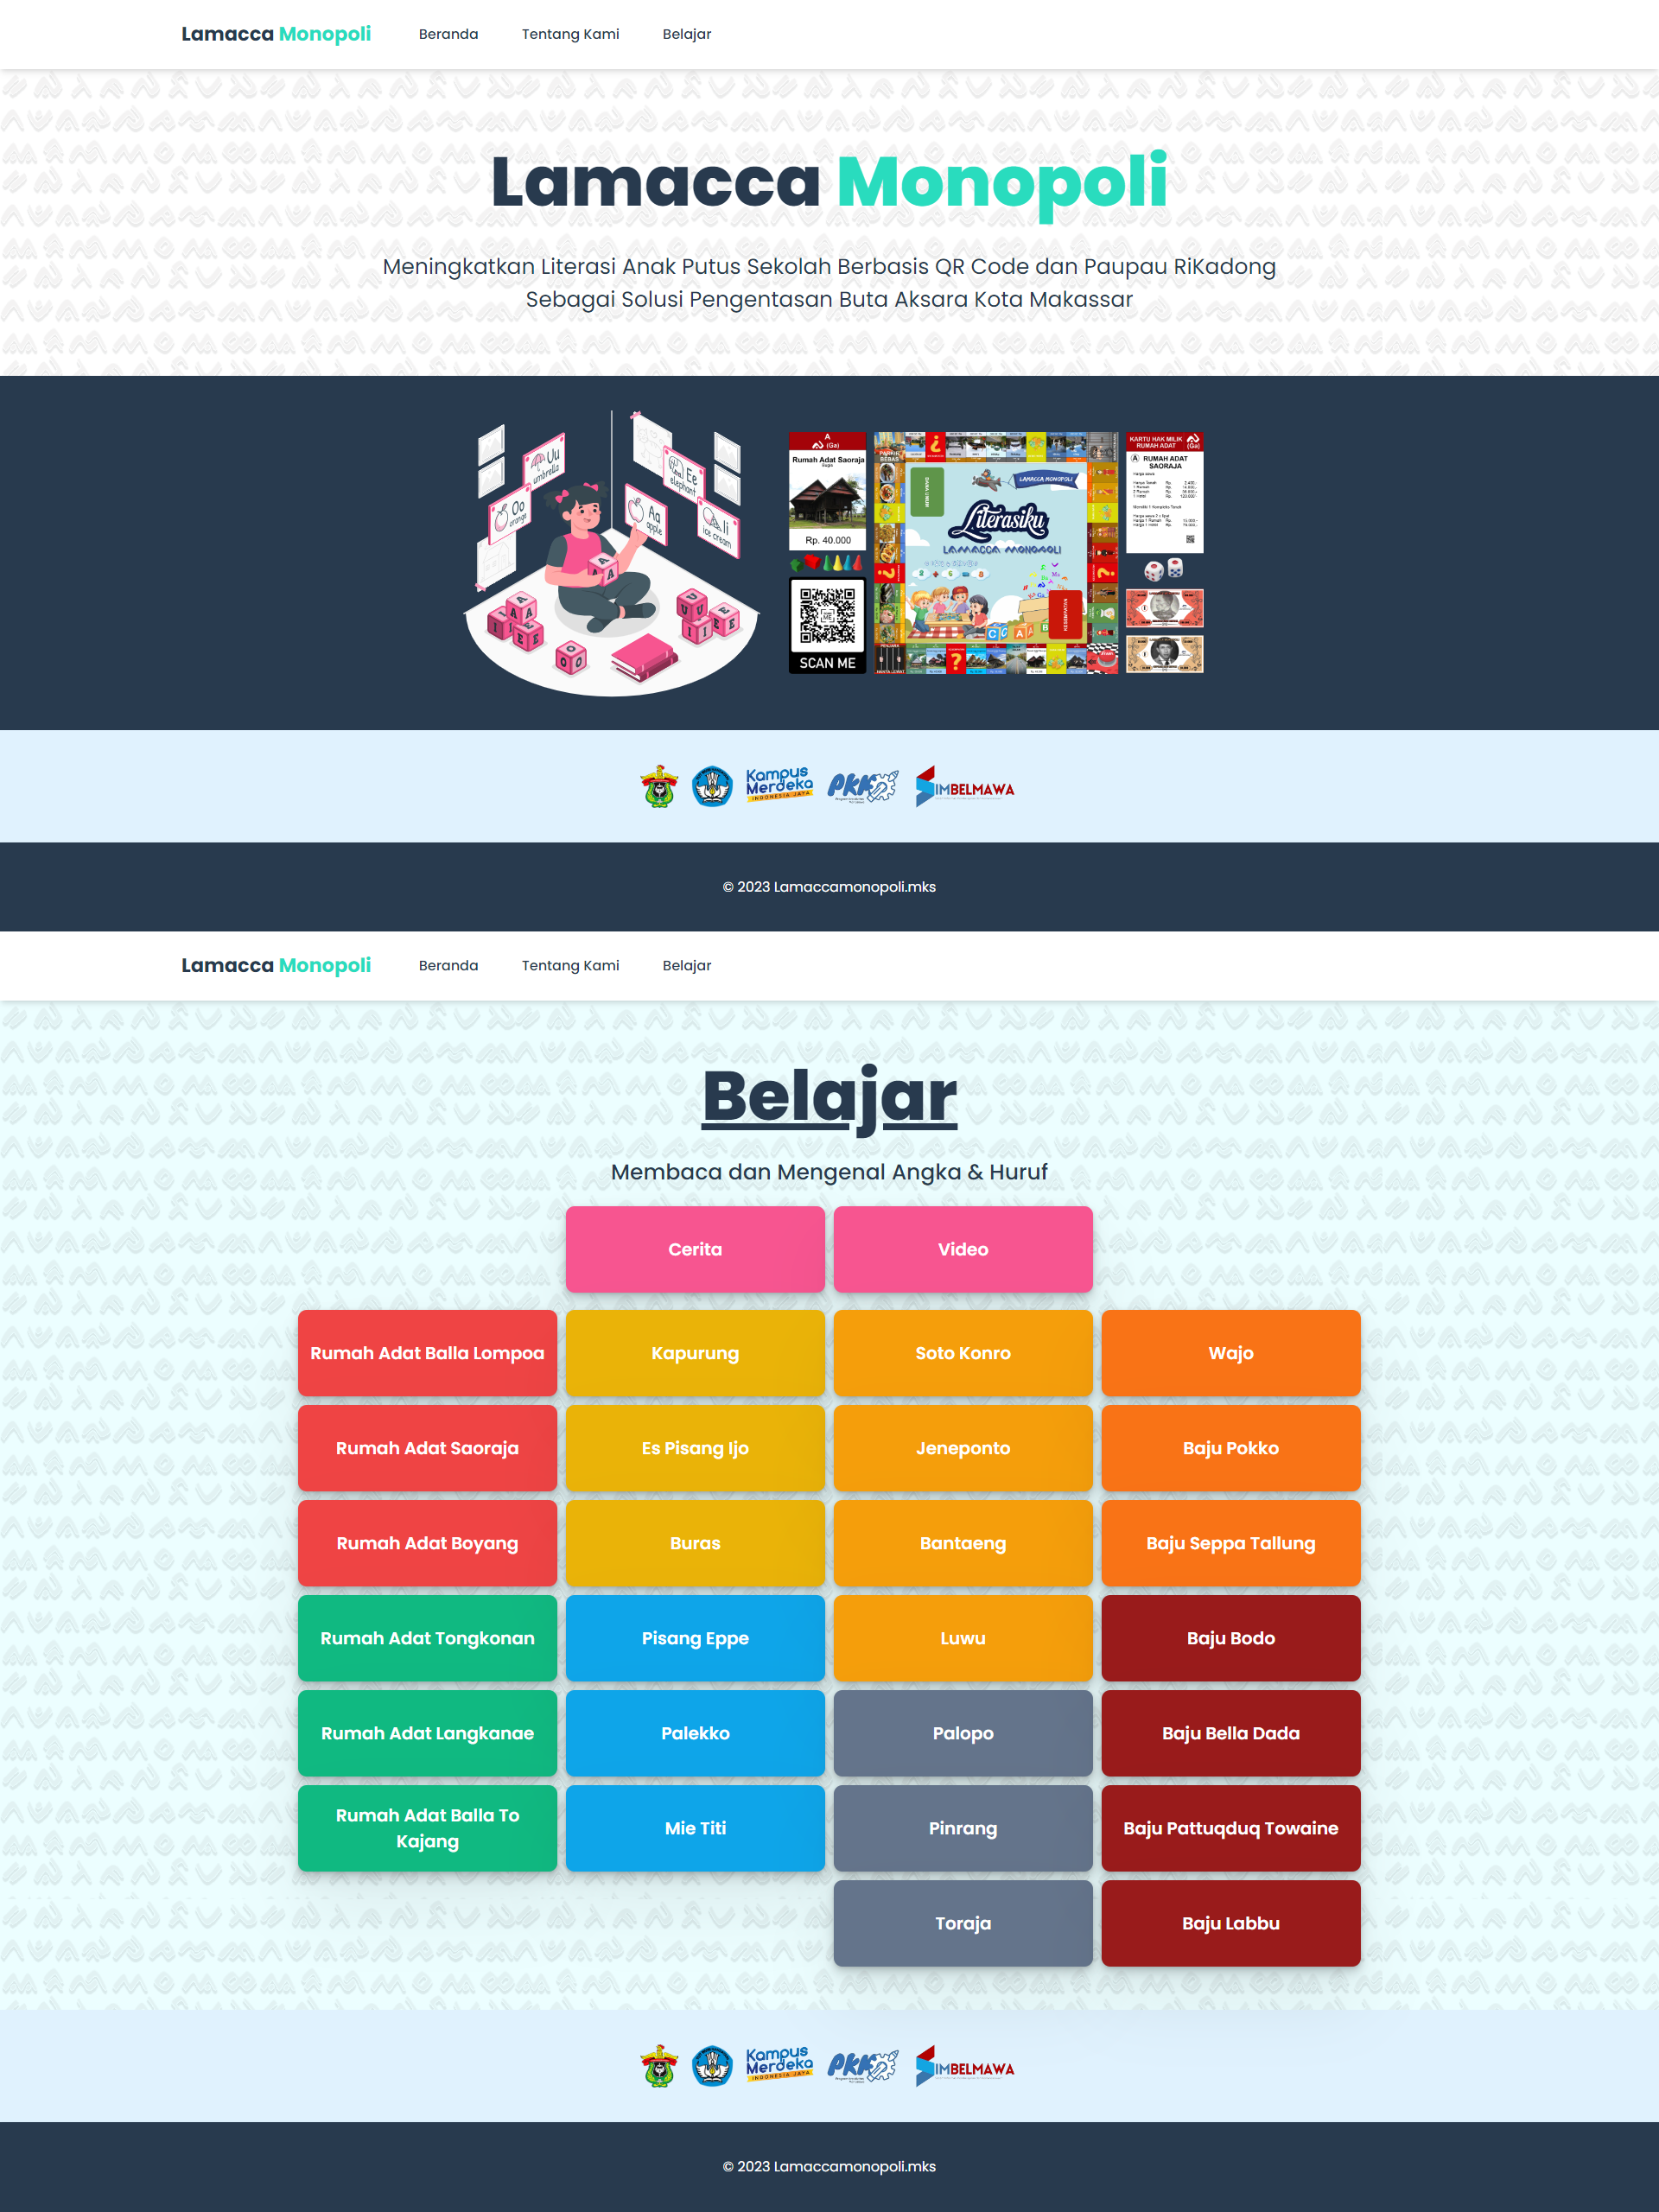 Lamacca Monopoli
Beranda
Tentang Kami
Belajar
Lamacca Monopoli
Meningkatkan Literasi Anak Putus Sekolah Berbasis QR Code dan Paupau RiKadong
Sebagai Solusi Pengentasan Buta Aksara Kota Makassar
Uu
umbrella
Ee
elephant
Oo
orange
Aa
apple
Ii
ice cream
A
(Ga)
Rumah Adat Saoraja
Rp. 40.000
SCAN ME
LAMACCA MONOPOLI
Literasiku
LAMACCA MONOPOLI
KARTU HAK MILIK
RUMAH ADAT
(Ga)
A RUMAH ADAT
SAORAJA
Kampus
Merdeka
INDONESIA JAYA
PKM
SIMBELMAWA
© 2023 Lamaccamonopoli.mks
Lamacca Monopoli
Beranda
Tentang Kami
Belajar
Belajar
Membaca dan Mengenal Angka & Huruf
Cerita
Video
Rumah Adat Balla Lompoa
Kapurung
Soto Konro
Wajo
Rumah Adat Saoraja
Es Pisang Ijo
Jeneponto
Baju Pokko
Rumah Adat Boyang
Buras
Bantaeng
Baju Seppa Tallung
Rumah Adat Tongkonan
Pisang Eppe
Luwu
Baju Bodo
Rumah Adat Langkanae
Palekko
Palopo
Baju Bella Dada
Rumah Adat Balla To
Kajang
Mie Titi
Pinrang
Baju Pattuqduq Towaine
Toraja
Baju Labbu
Kampus
Merdeka
INDONESIA JAYA
PKM
SIMBELMAWA
© 2023 Lamaccamonopoli.mks